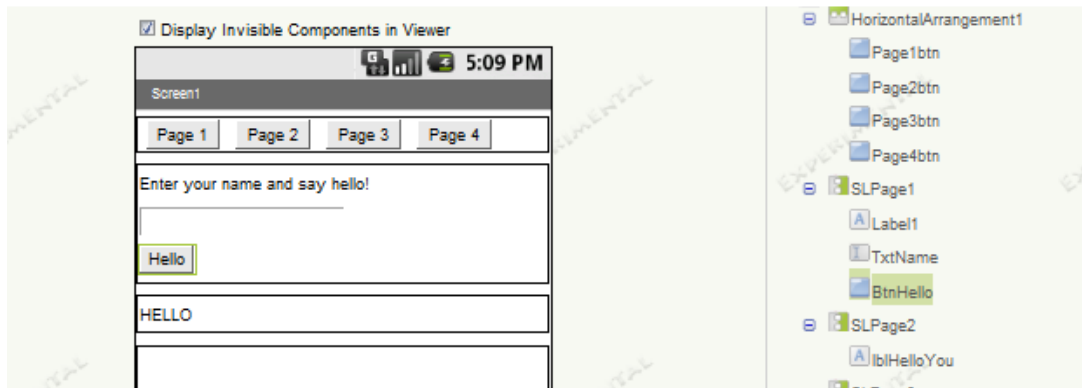 Display Invisible Components in Viewer
5:09 PM
Screen1
Page 1 Page 2 Page 3 Page 4
Enter your name and say hello!
Hello
HELLO
HorizontalArrangement1
Page1btn
Page2btn
Page3btn
Page4btn
SLPage1
Label1
TxtName
BtnHello
SLPage2
lblHelloYou
EXPERIMENTAL